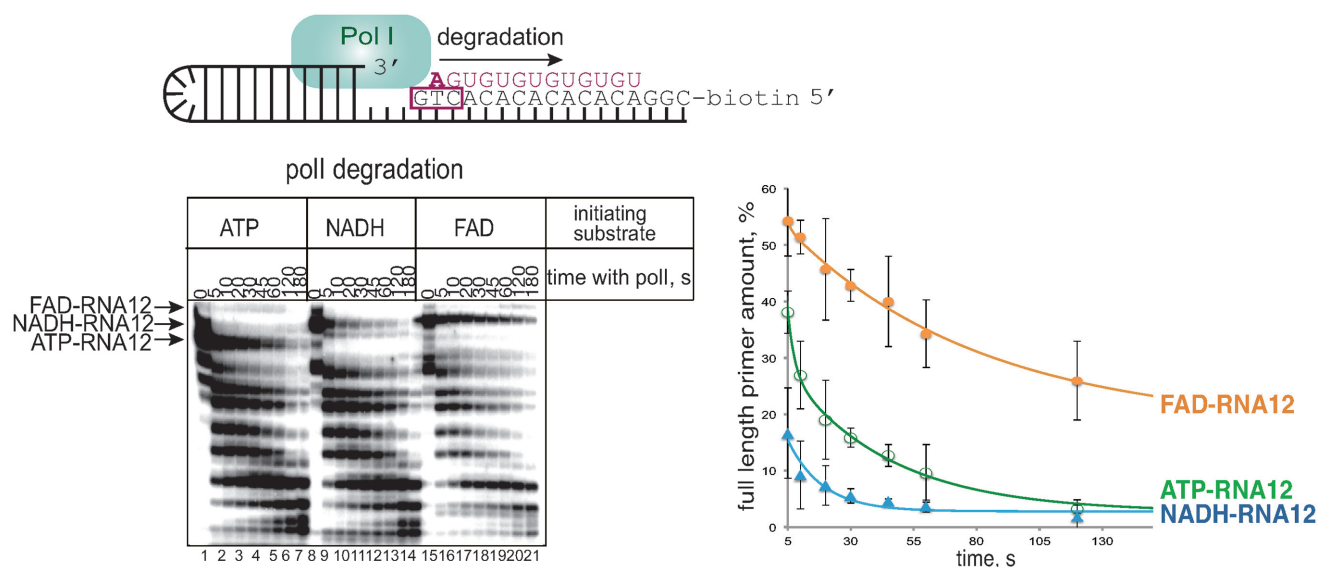 Pol I
degradation
3'
AGUGUGUGUGUGU
GTCACACACACACAGGC-biotin 5'
polI degradation
ATP NADH FAD initiating substrate
0 5 10 20 30 45 60 120 180 0 5 10 20 30 45 60 120 180 0 5 10 20 30 45 60 120 180 time with polI, s
FAD-RNA12
NADH-RNA12
ATP-RNA12
1 2 3 4 5 6 7 8 9 10 11 12 13 14 15 16 17 18 19 20 21
full length primer amount, %
60
50
40
30
20
10
0
5 30 55 80 105 130
time, s
FAD-RNA12
ATP-RNA12
NADH-RNA12